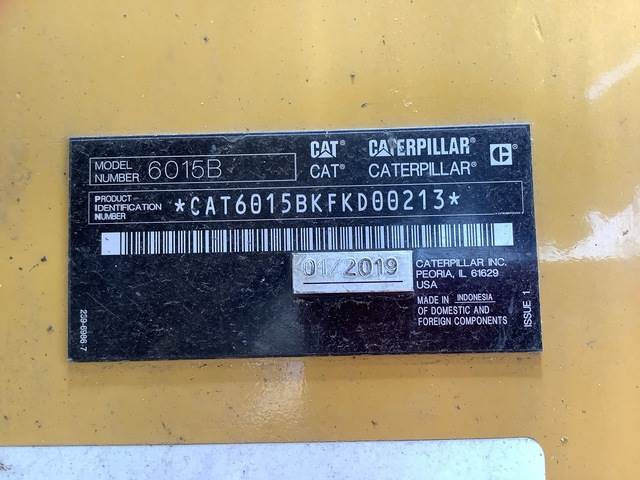 MODEL NUMBER 6015B
CAT CATERPILLAR C
CAT® CATERPILLAR®
PRODUCT IDENTIFICATION NUMBER *CAT6015BKFKD00213*
01/2019
CATERPILLAR INC.
PEORIA, IL 61629
USA
MADE IN INDONESIA
OF DOMESTIC AND
FOREIGN COMPONENTS
ISSUE 1
239-6966 7